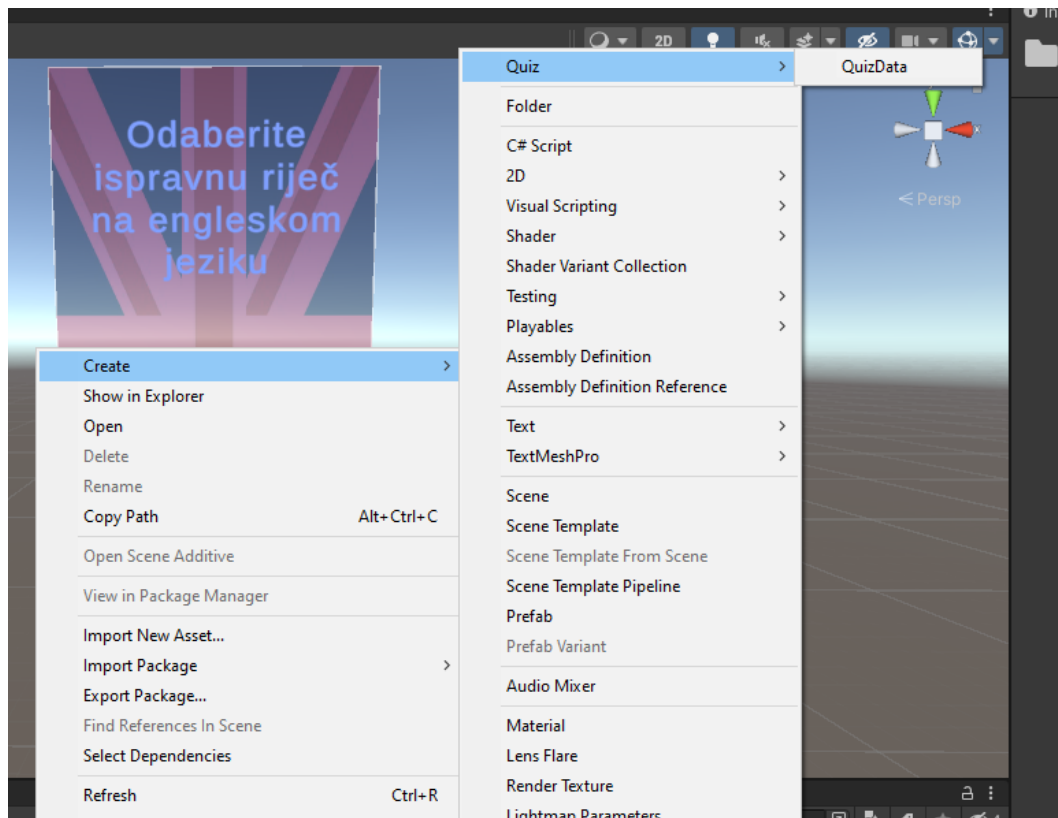 2D
Odaberite
ispravnu riječ
na engleskom
jeziku
Persp
Create
Show in Explorer
Open
Delete
Rename
Copy Path Alt+Ctrl+C
Open Scene Additive
View in Package Manager
Import New Asset...
Import Package
Export Package...
Find References In Scene
Select Dependencies
Refresh Ctrl+R
Quiz
Folder
C# Script
2D
Visual Scripting
Shader
Shader Variant Collection
Testing
Playables
Assembly Definition
Assembly Definition Reference
Text
TextMeshPro
Scene
Scene Template
Scene Template From Scene
Scene Template Pipeline
Prefab
Prefab Variant
Audio Mixer
Material
Lens Flare
Render Texture
Lightmap Parameters
QuizData